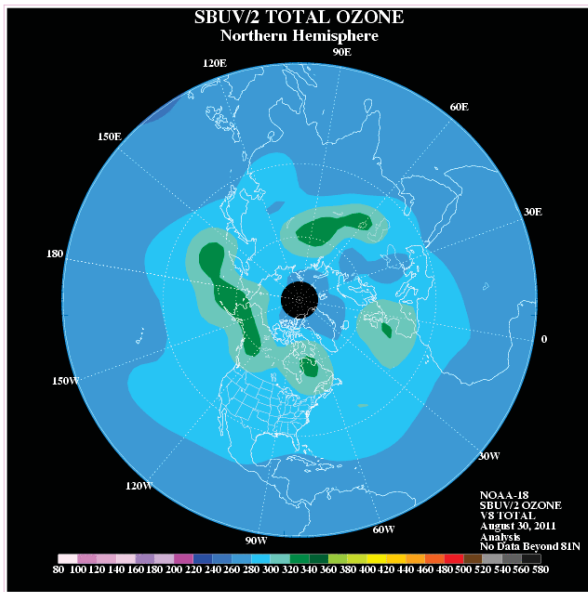 SBUV/2 TOTAL OZONE
Northern Hemisphere
90E
120E
60E
150E
30E
180
0
150W
30W
120W
60W
90W
NOAA-18
SBUV/2 OZONE
V8 TOTAL
August 30, 2011
Analysis
No Data Beyond 81N
80 100 120 140 160 180 200 220 240 260 280 300 320 340 360 380 400 420 440 460 480 500 520 540 560 580